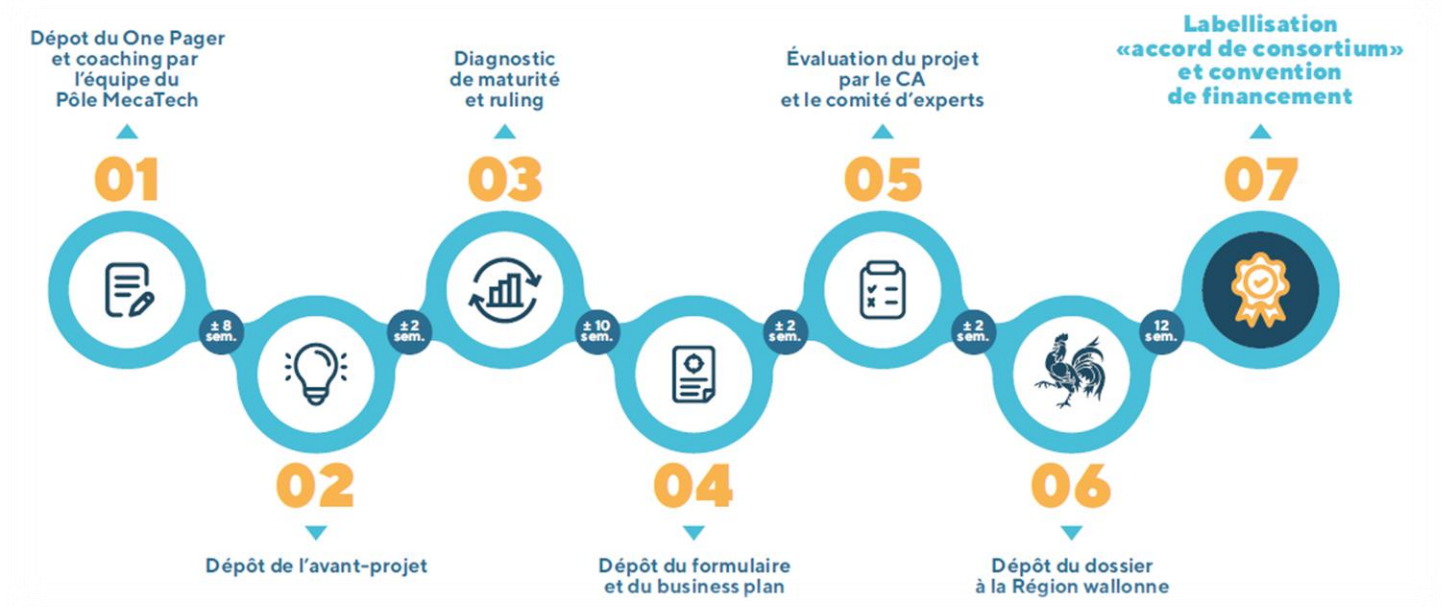 Dépot du One Pager
et coaching par
l'équipe du
Pôle MecaTech
01
± 8
sem.
02
Dépôt de l'avant-projet
± 2
sem.
Diagnostic
de maturité
et ruling
03
± 10
sem.
04
Dépôt du formulaire
et du business plan
± 2
sem.
Évaluation du projet
par le CA
et le comité d'experts
05
± 2
sem.
06
Dépôt du dossier
à la Région wallonne
12
sem.
Labellisation
«accord de consortium»
et convention
de financement
07